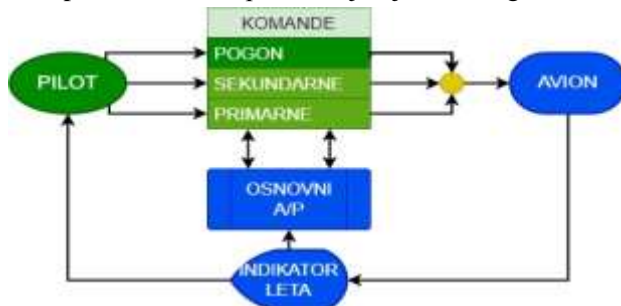 KOMANDE
POGON
PILOT
SEKUNDARNE
AVION
PRIMARNE
OSNOVNI
A/P
INDIKATOR
LETA